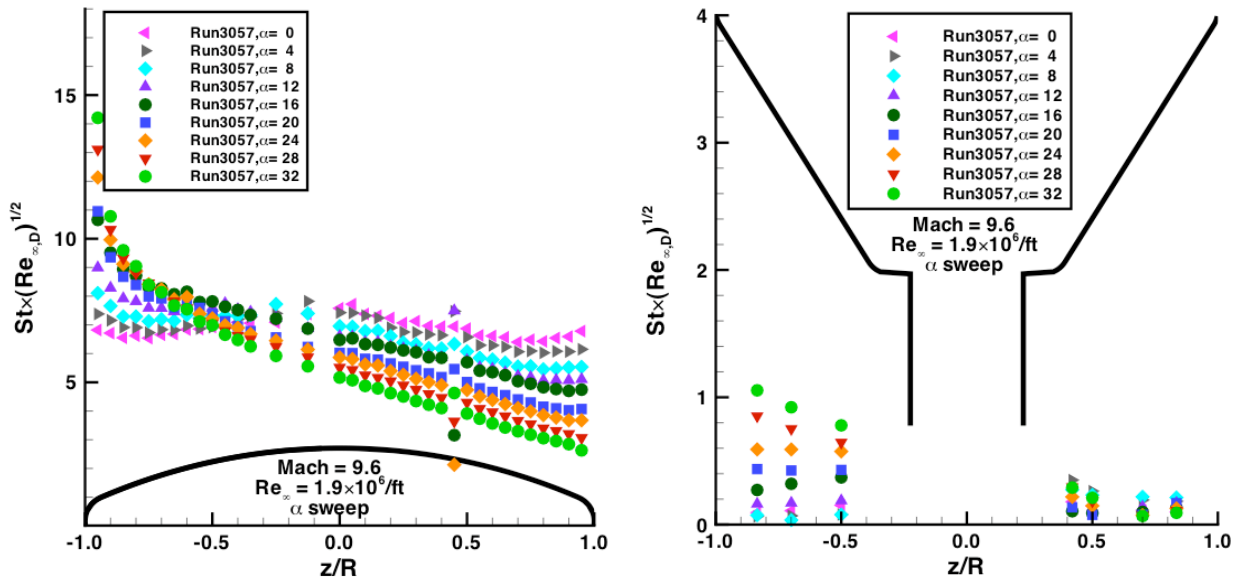 Run3057,α= 0
Run3057,α= 4
Run3057,α= 8
Run3057,α= 12
Run3057,α= 16
Run3057,α= 20
Run3057,α= 24
Run3057,α= 28
Run3057,α= 32
15
10
5
St×(Re∞,D)1/2
Mach = 9.6
Re∞ = 1.9×10⁶/ft
α sweep
-1.0 -0.5 0.0 0.5 1.0
z/R
Run3057,α= 0
Run3057,α= 4
Run3057,α= 8
Run3057,α= 12
Run3057,α= 16
Run3057,α= 20
Run3057,α= 24
Run3057,α= 28
Run3057,α= 32
Mach = 9.6
Re∞ = 1.9×10⁶/ft
α sweep
4
3
2
1
0
St×(Re∞,D)1/2
-1.0 -0.5 0.0 0.5 1.0
z/R